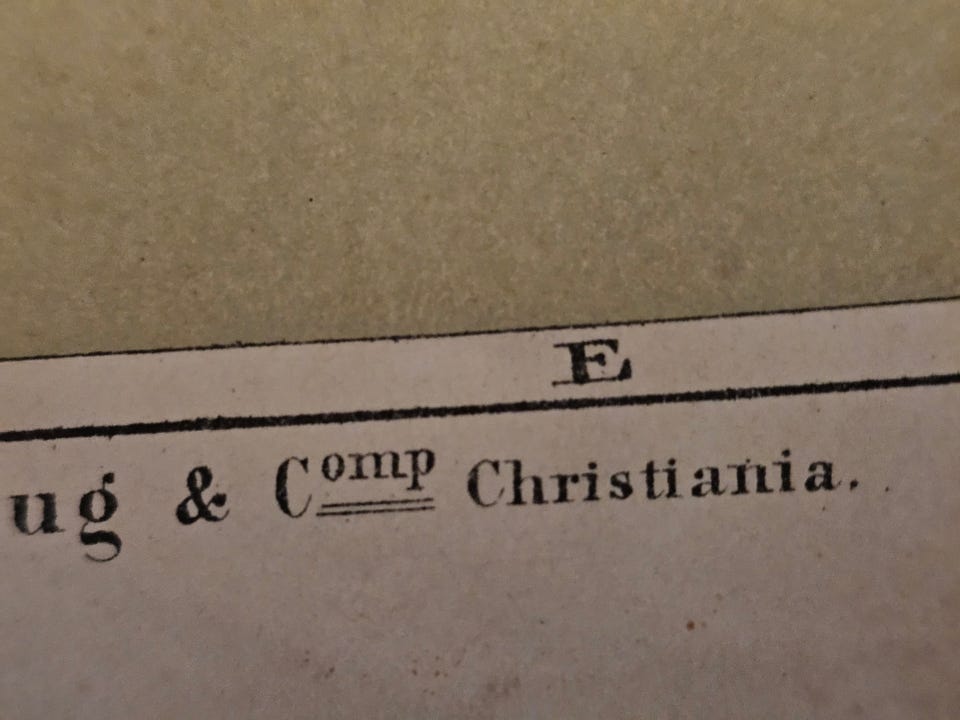 E
ug & Comp Christiania.